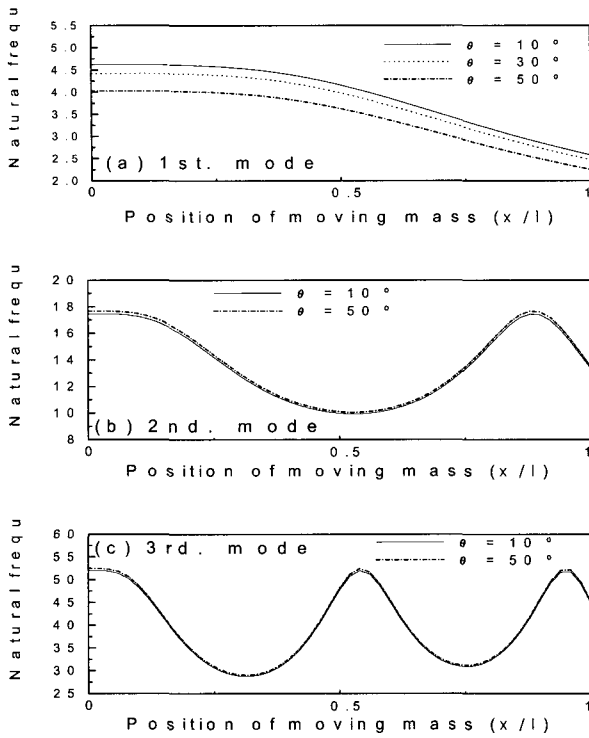 Natural frequ
5.5
5.0
4.5
4.0
3.5
3.0
2.5
2.0
θ = 10°
θ = 30°
θ = 50°
(a) 1st. mode
0
0.5
1
Position of moving mass (x/l)
Natural frequ
20
18
16
14
12
10
8
θ = 10°
θ = 50°
(b) 2nd. mode
0
0.5
1
Position of moving mass (x/l)
Natural frequ
60
55
50
45
40
35
30
25
(c) 3rd. mode
θ = 10°
θ = 50°
0
0.5
1
Position of moving mass (x/l)